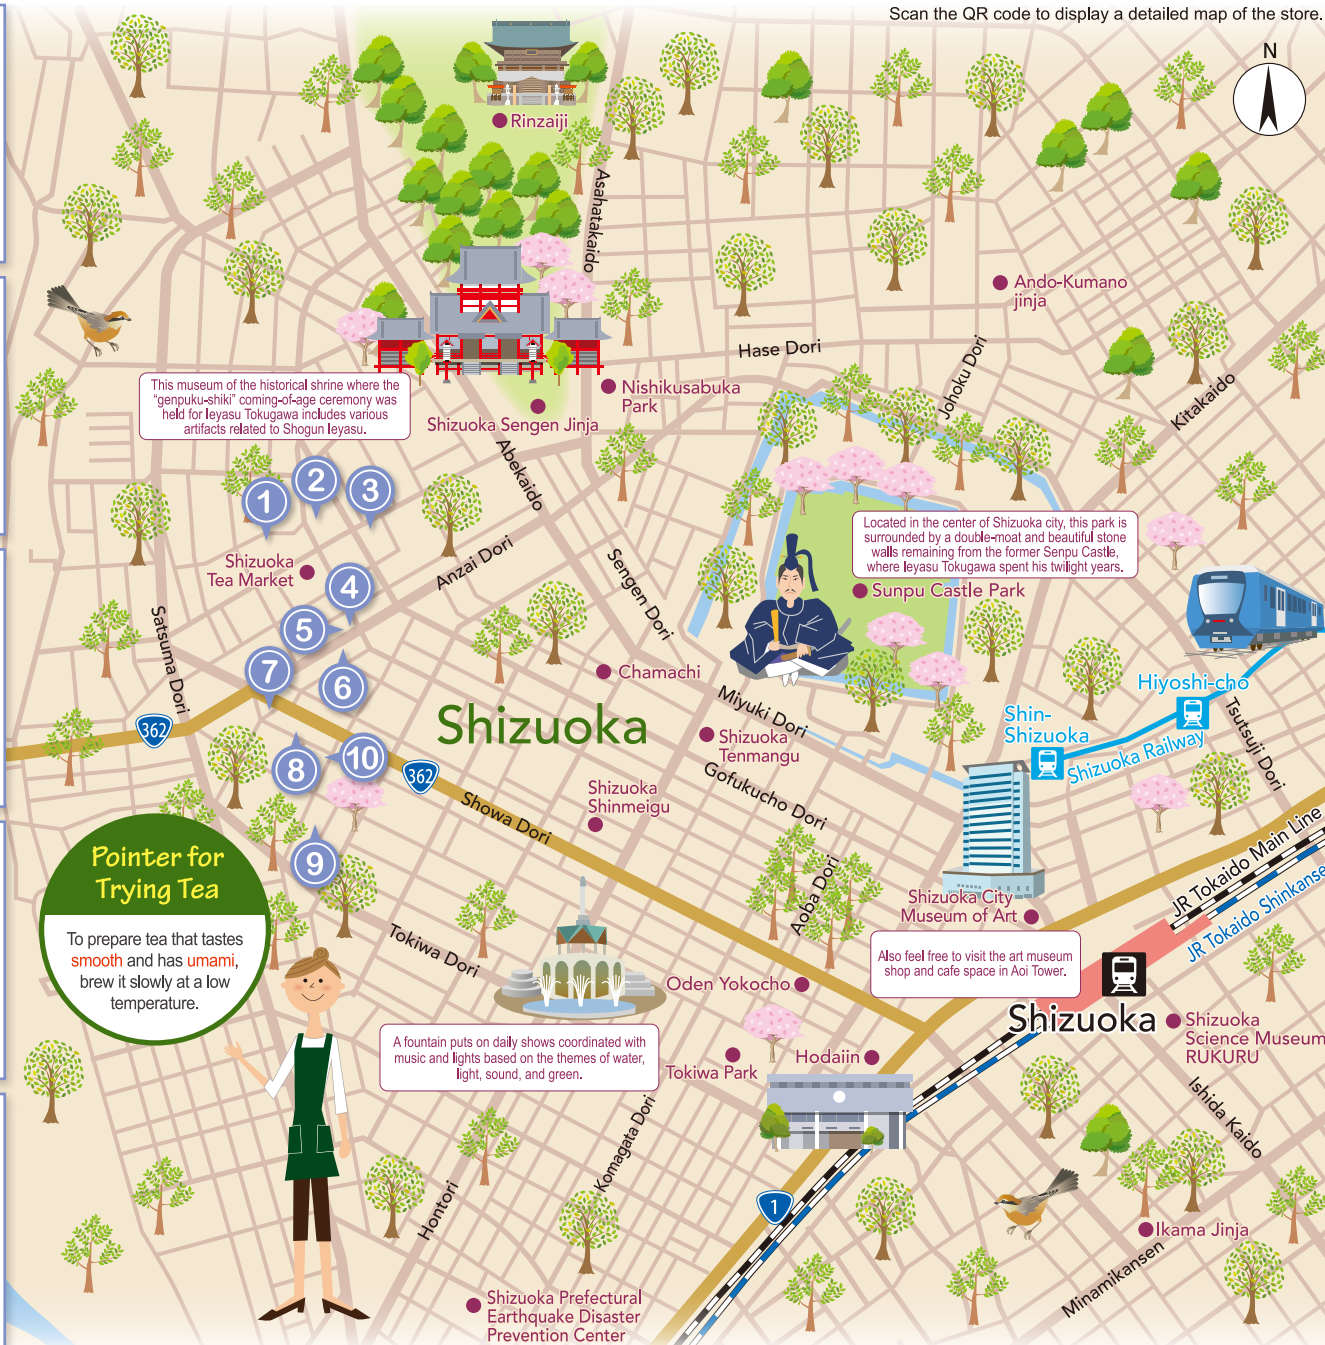 Scan the QR code to display a detailed map of the store.
N
Rinzaiji
Asahatakaido
Ando-Kumano
jinja
Hase Dori
Johoku Dori
Kitakaido
This museum of the historical shrine where the
"genpuku-shiki" coming-of-age ceremony was
held for Ieyasu Tokugawa includes various
artifacts related to Shogun Ieyasu.
Nishikusabuka
Park
Shizuoka Sengen Jinja
Abekaido
1
2
3
Located in the center of Shizuoka city, this park is
surrounded by a double-moat and beautiful stone
walls remaining from the former Senpu Castle,
where Ieyasu Tokugawa spent his twilight years.
Sunpu Castle Park
Shizuoka
Tea Market
Anzai Dori
Sengen Dori
4
5
Satsuma Dori
7
6
Chamachi
Shizuoka
Miyuki Dori
Hiyoshi-cho
Shin-
Shizuoka
Shizuoka Railway
Tsutsuji Dori
362
Shizuoka
Tenmangu
8
10
362
Gofukucho Dori
Shizuoka
Shinmeigu
Showa Dori
9
Pointer for
Trying Tea
To prepare tea that tastes
smooth and has umami,
brew it slowly at a low
temperature.
Aoba Dori
Shizuoka City
Museum of Art
JR Tokaido Main Line
JR Tokaido Shinkanse
Tokiwa Dori
Also feel free to visit the art museum
shop and cafe space in Aoi Tower.
Oden Yokocho
Shizuoka
Shizuoka
Science Museum
RUKURU
A fountain puts on daily shows coordinated with
music and lights based on the themes of water,
light, sound, and green.
Tokiwa Park
Hodaiin
Ishida Kaido
Komagata Dori
Hontori
1
Ikama Jinja
Minamikansen
Shizuoka Prefectural
Earthquake Disaster
Prevention Center